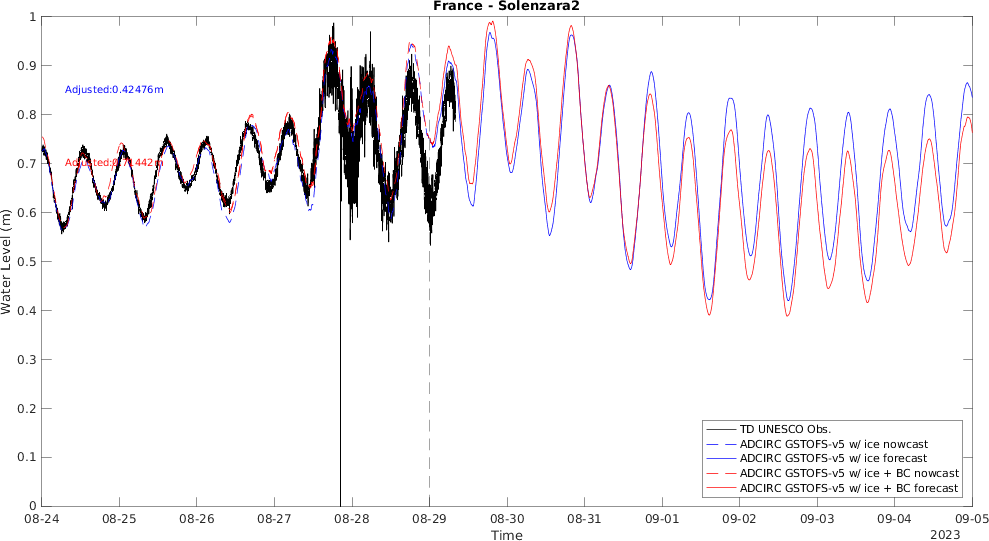 France - Solenzara2
1
0.9
0.8
0.7
0.6
0.5
0.4
0.3
0.2
0.1
0
Water Level (m)
Adjusted:0.42476m
TD UNESCO Obs.
ADCIRC GSTOFS-v5 w/ ice nowcast
ADCIRC GSTOFS-v5 w/ ice forecast
ADCIRC GSTOFS-v5 w/ ice + BC nowcast
ADCIRC GSTOFS-v5 w/ ice + BC forecast
08-24 08-25 08-26 08-27 08-28 08-29 08-30 08-31 09-01 09-02 09-03 09-04 09-05
Time
2023